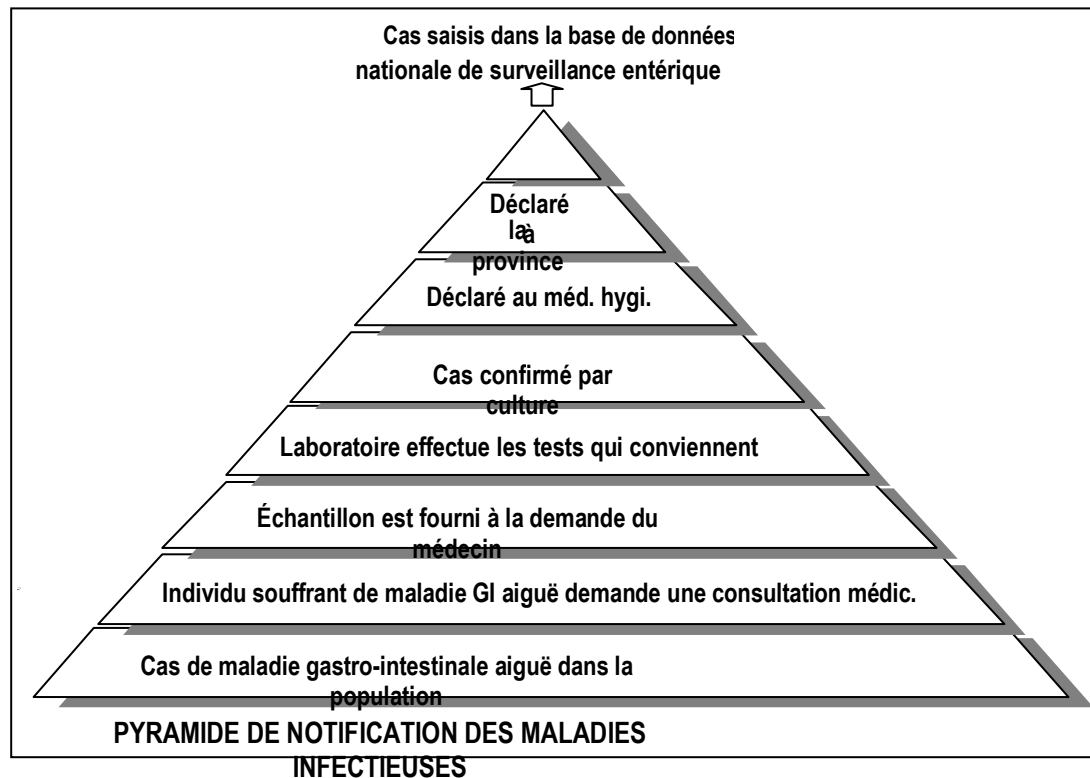 Cas saisis dans la base de données
nationale de surveillance entérique
Déclaré
la à
province
Déclaré au méd. hygi.
Cas confirmé par
culture
Laboratoire effectue les tests qui conviennent
Échantillon est fourni à la demande du
médecin
Individu souffrant de maladie GI aiguë demande une consultation médic.
Cas de maladie gastro-intestinale aiguë dans la
population
PYRAMIDE DE NOTIFICATION DES MALADIES
INFECTIEUSES